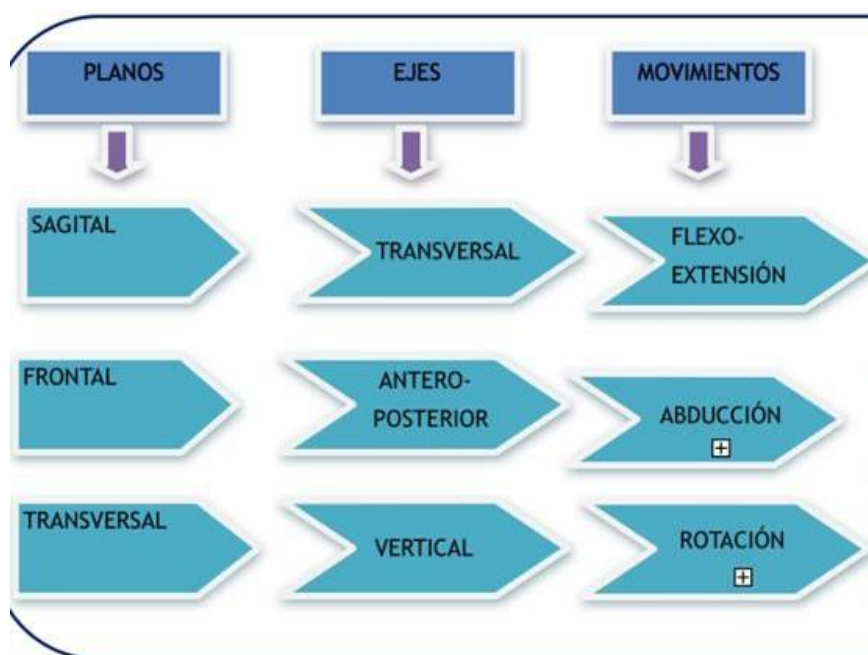 PLANOS
EJES
MOVIMIENTOS
SAGITAL
TRANSVERSAL
FLEXO-
EXTENSIÓN
FRONTAL
ANTERO-
POSTERIOR
ABDUCCIÓN
TRANSVERSAL
VERTICAL
ROTACIÓN